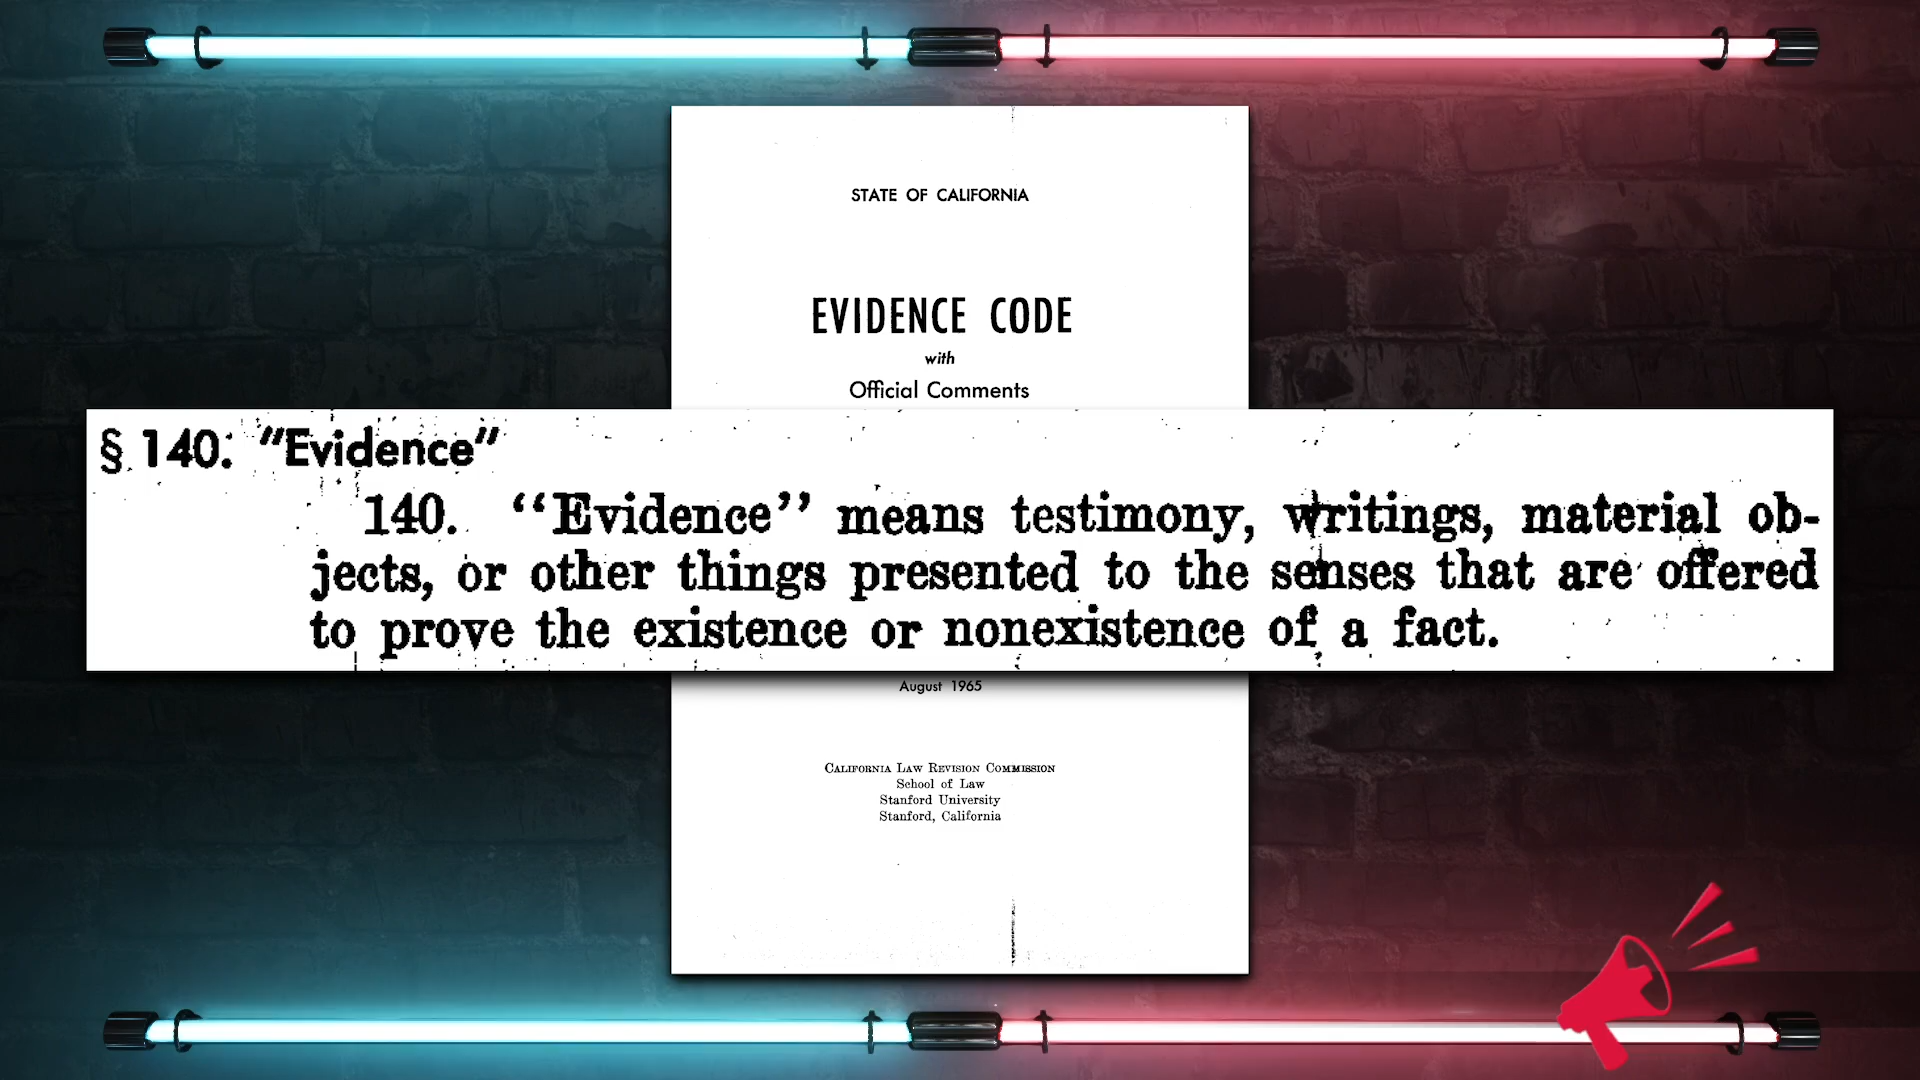 STATE OF CALIFORNIA
EVIDENCE CODE
with
Official Comments
§ 140. "Evidence"
140. ‘‘Evidence’’ means testimony, writings, material ob-
jects, or other things presented to the senses that are offered
to prove the existence or nonexistence of a fact.
August 1965
CALIFORNIA LAW REVISION COMMISSION
School of Law
Stanford University
Stanford, California